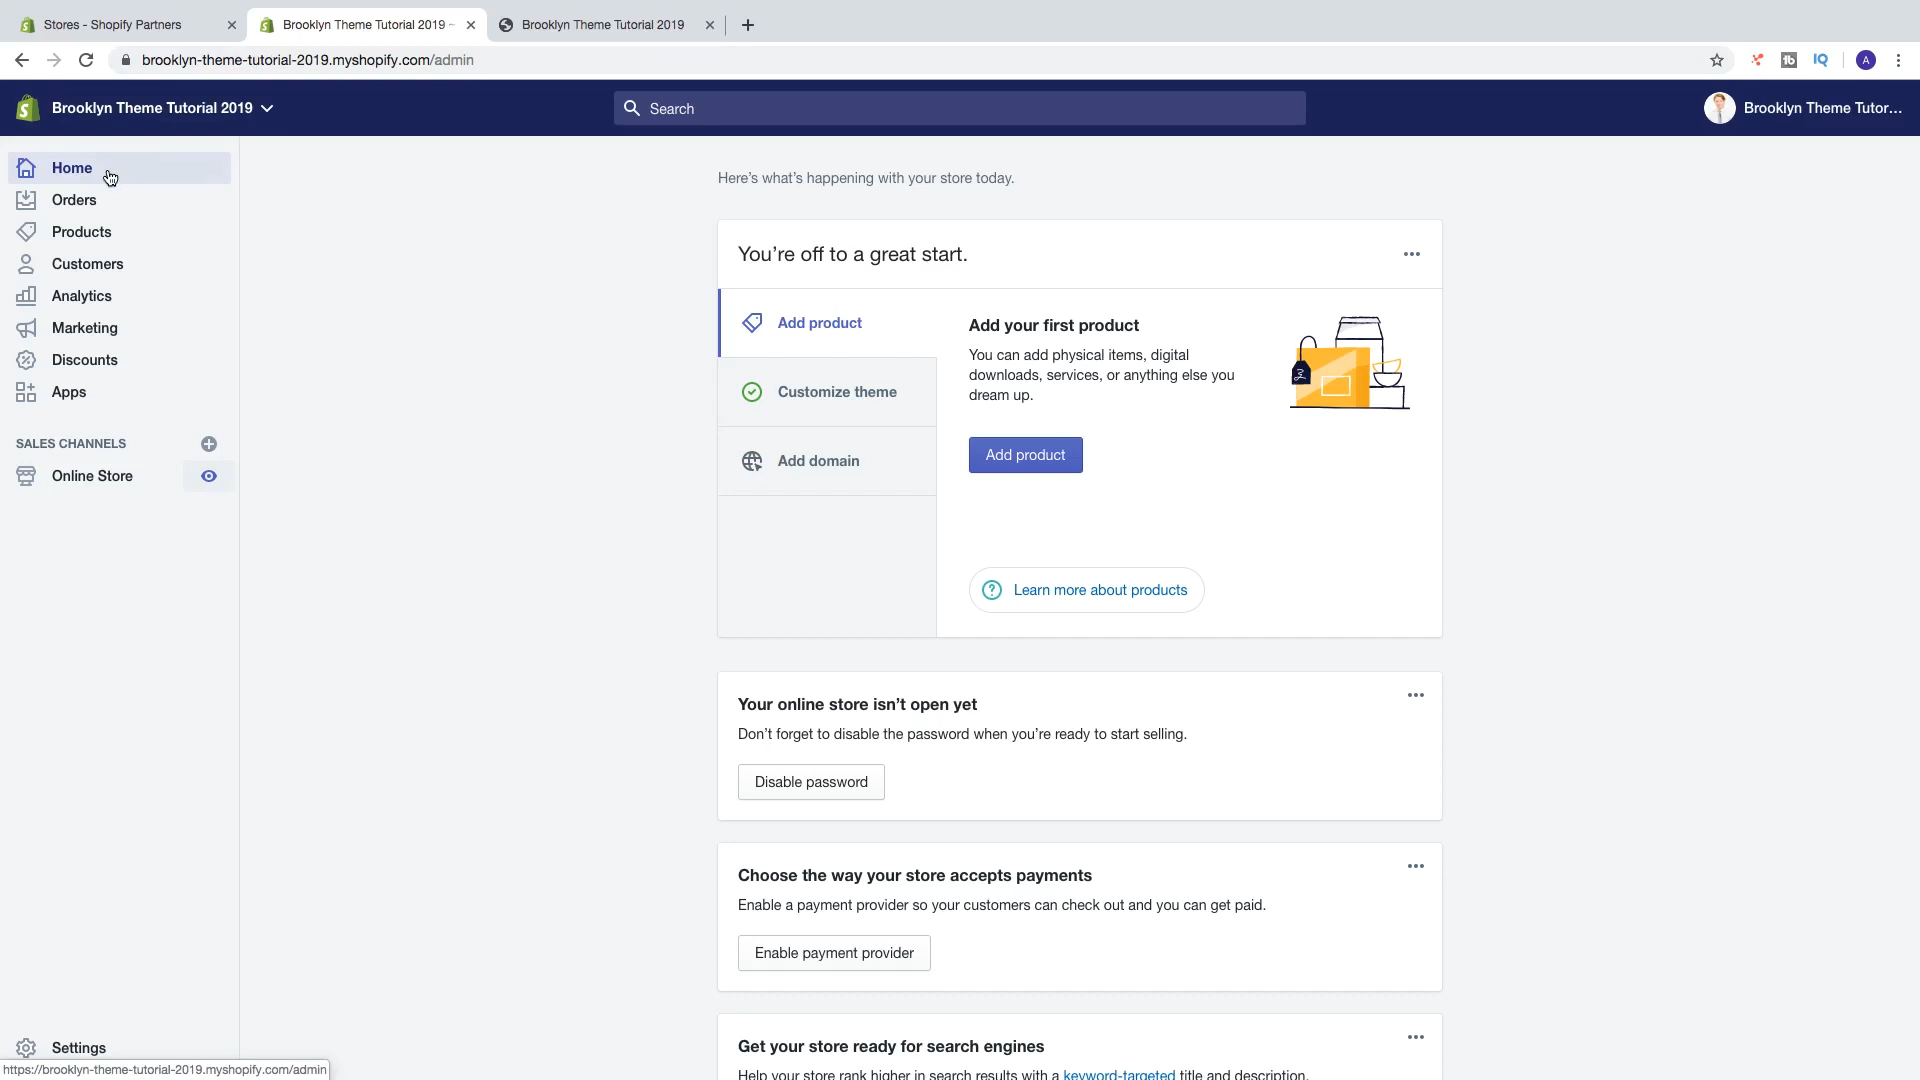 Stores - Shopify Partners
Brooklyn Theme Tutorial 2019 ~
Brooklyn Theme Tutorial 2019
brooklyn-theme-tutorial-2019.myshopify.com/admin
Brooklyn Theme Tutorial 2019
Search
Brooklyn Theme Tutor...
Home
Orders
Products
Customers
Analytics
Marketing
Discounts
Apps
SALES CHANNELS
Online Store
Settings
https://brooklyn-theme-tutorial-2019.myshopify.com/admin
Here's what's happening with your store today.
You're off to a great start.
Add product
Customize theme
Add domain
Add your first product
You can add physical items, digital
downloads, services, or anything else you
dream up.
Add product
Learn more about products
Your online store isn't open yet
Don't forget to disable the password when you're ready to start selling.
Disable password
Choose the way your store accepts payments
Enable a payment provider so your customers can check out and you can get paid.
Enable payment provider
Get your store ready for search engines
Help your store rank higher in search results with a keyword-targeted title and description.